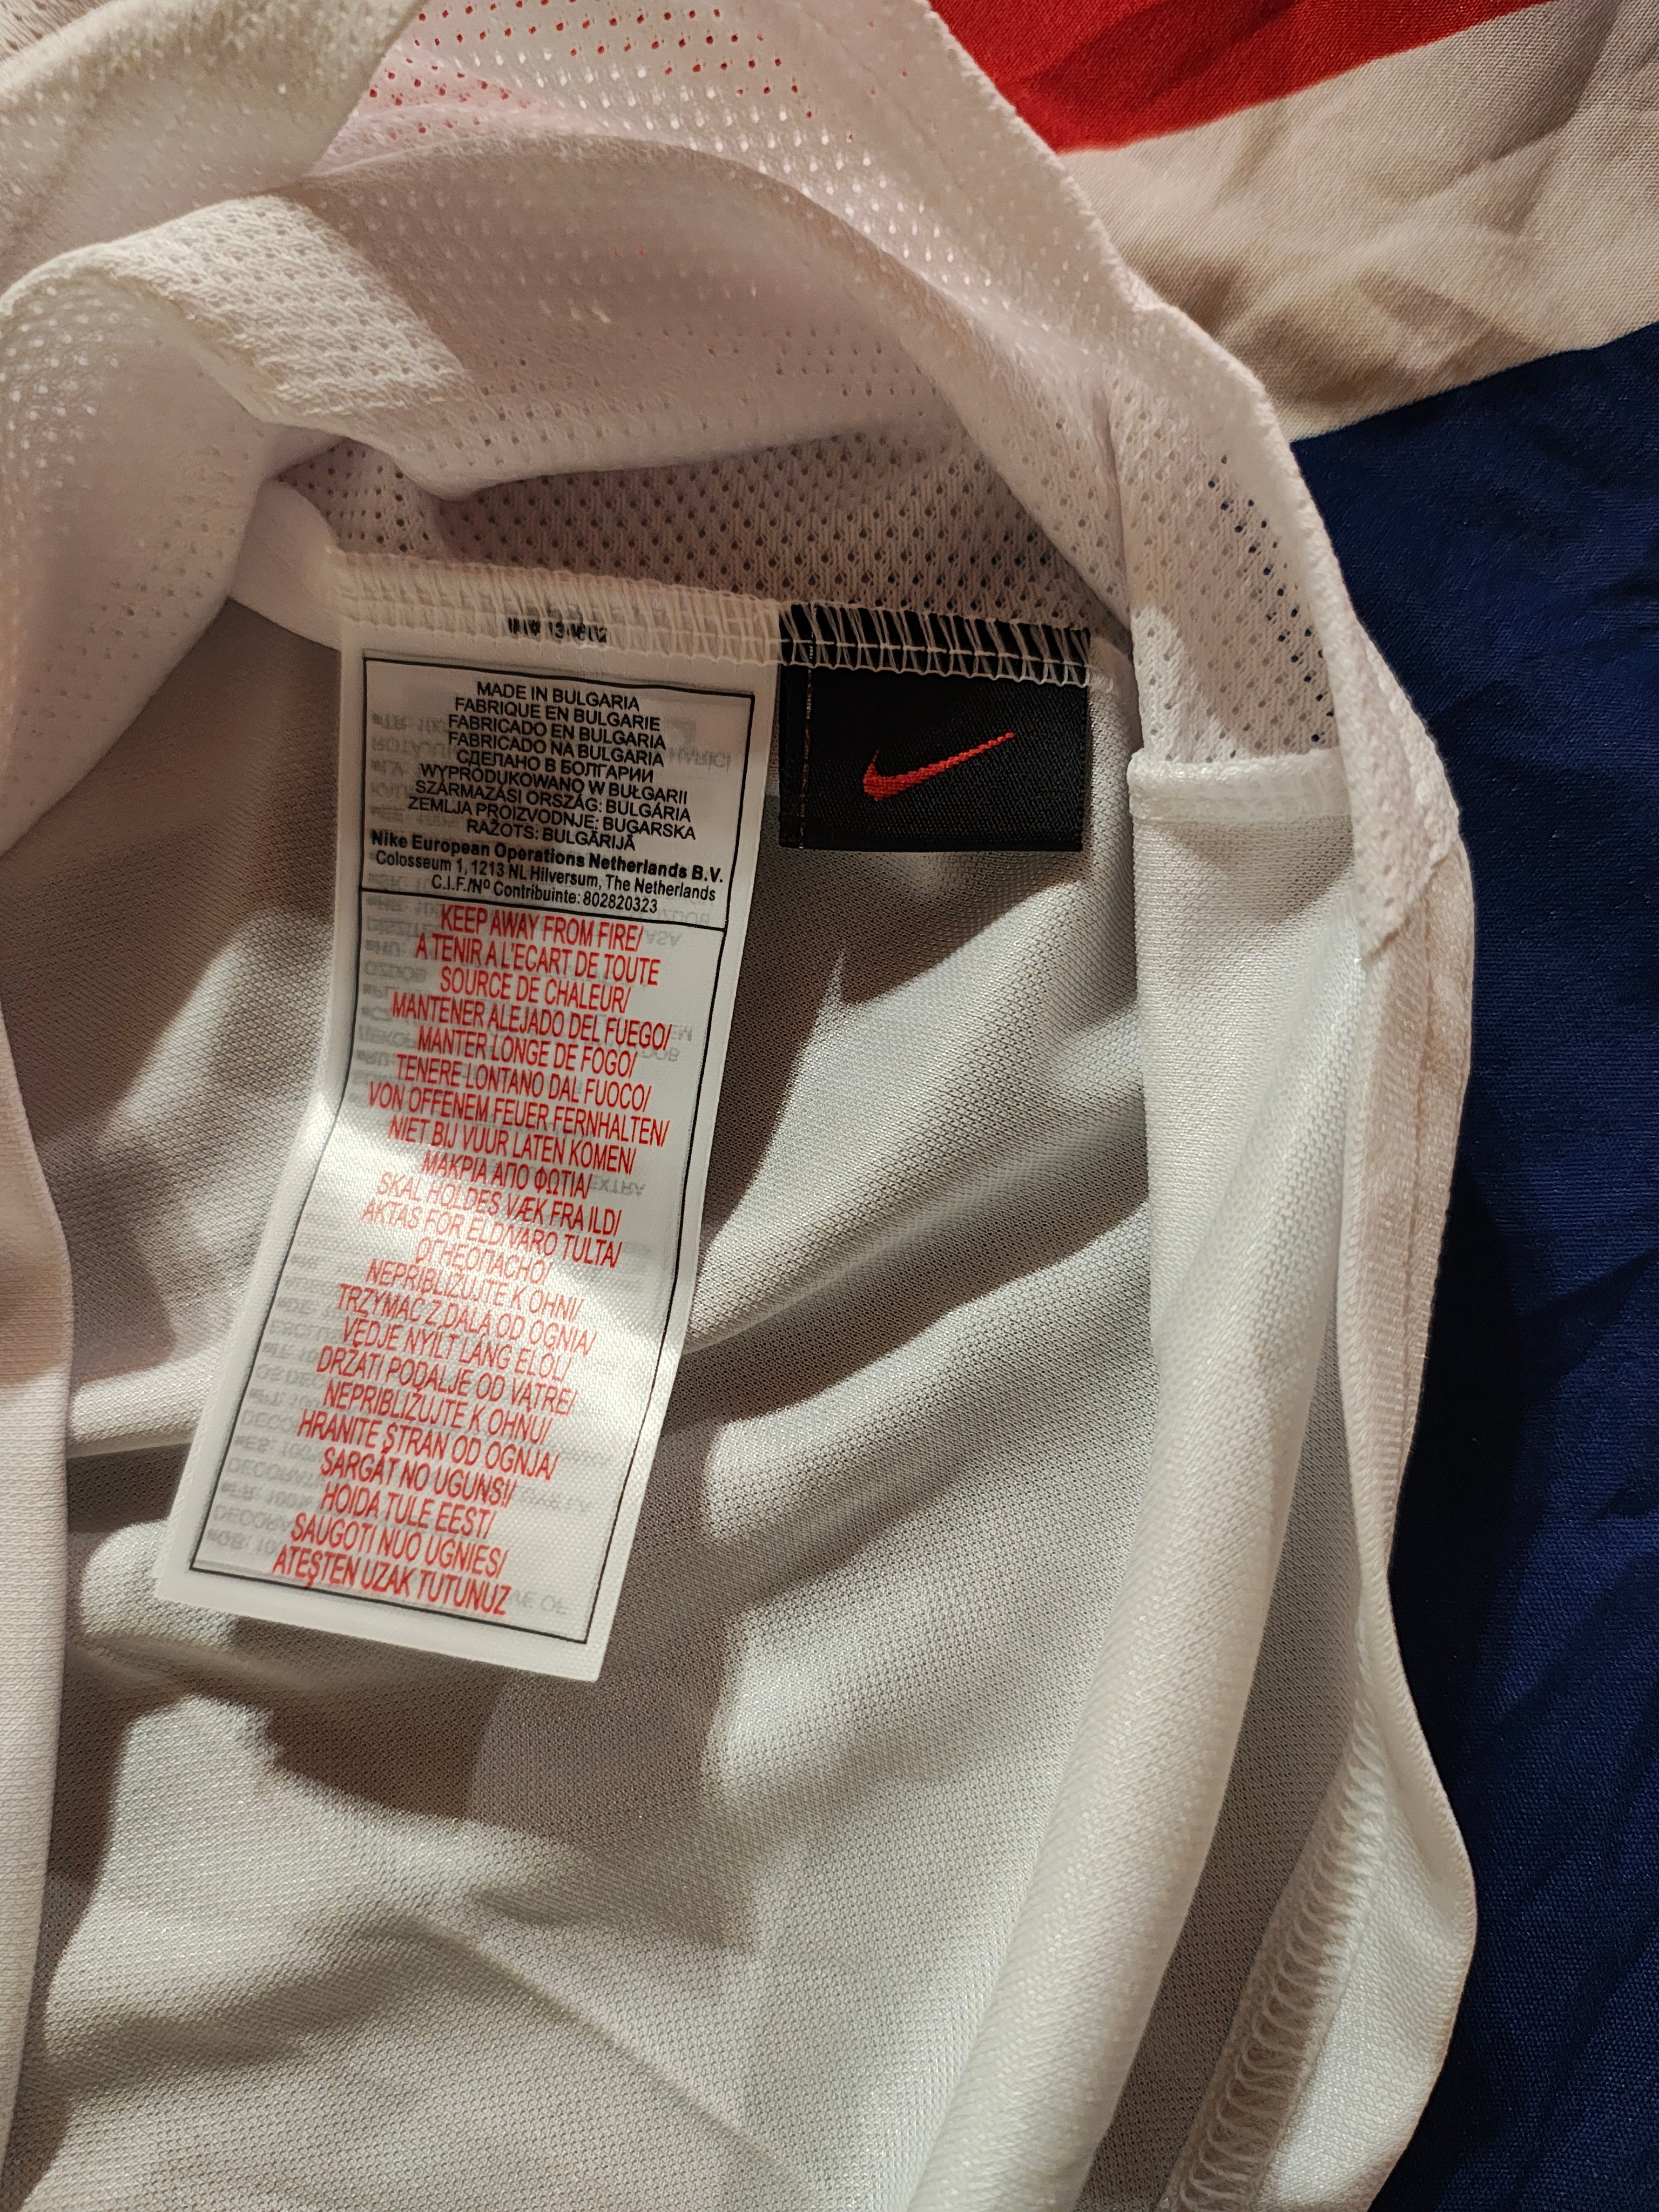 MADE IN BULGARIA
FABRIQUE EN BULGARIE
FABRICADO EN BULGARIA
FABRICADO NA BULGARIA
СДЕЛАНО В БОЛГАРИИ
WYPRODUKOWANO W BUŁGARII
SZÁRMAZÁSI ORSZÁG: BULGÁRIA
ZEMLJA PROIZVODNJE: BUGARSKA
RAŽOTS: BULGĀRIJĀ
Nike European Operations Netherlands B.V.
Colosseum 1, 1213 NL Hilversum, The Netherlands
C.I.F./Nº Contribuinte: 802820323
KEEP AWAY FROM FIRE/
A TENIR A L'ECART DE TOUTE
SOURCE DE CHALEUR/
MANTENER ALEJADO DEL FUEGO/
MANTER LONGE DE FOGO/
TENERE LONTANO DAL FUOCO/
VON OFFENEM FEUER FERNHALTEN/
NIET BIJ VUUR LATEN KOMEN/
ΜΑΚΡΙΑ ΑΠΟ ΦΩΤΙΑ/
SKAL HOLDES VÆK FRA ILD/
AKTAS FÖR ELD/VARO TULTA/
ОГНЕОПАСНО/
NEPRIBLIŽUJTE K OHNI/
TRZYMAĆ Z DALA OD OGNIA/
VEDJE NYÍLT LÁNG ELOL/
DRŽATI PODALJE OD VATRE/
NEPRIBLIŽUJTE K OHŇU/
HRANITE STRAN OD OGNJA/
SARGĀT NO UGUNS!/
HOIDA TULE EEST/
SAUGOTI NUO UGNIES/
ATEŞTEN UZAK TUTUNUZ